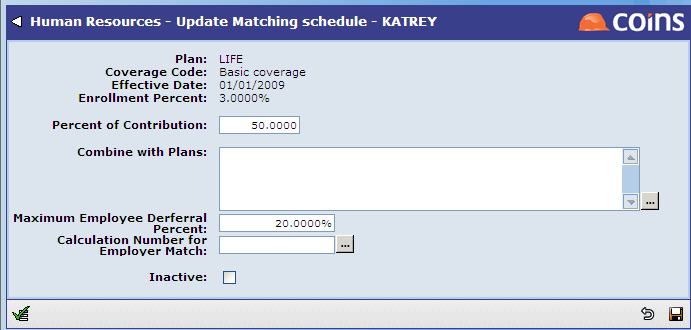 Human Resources - Update Matching schedule - KATREY
coins
Plan: LIFE
Coverage Code: Basic coverage
Effective Date: 01/01/2009
Enrollment Percent: 3.0000%
Percent of Contribution: 50.0000
Combine with Plans:
...
Maximum Employee Derferral
Percent: 20.0000%
Calculation Number for
Employer Match: ...
Inactive: